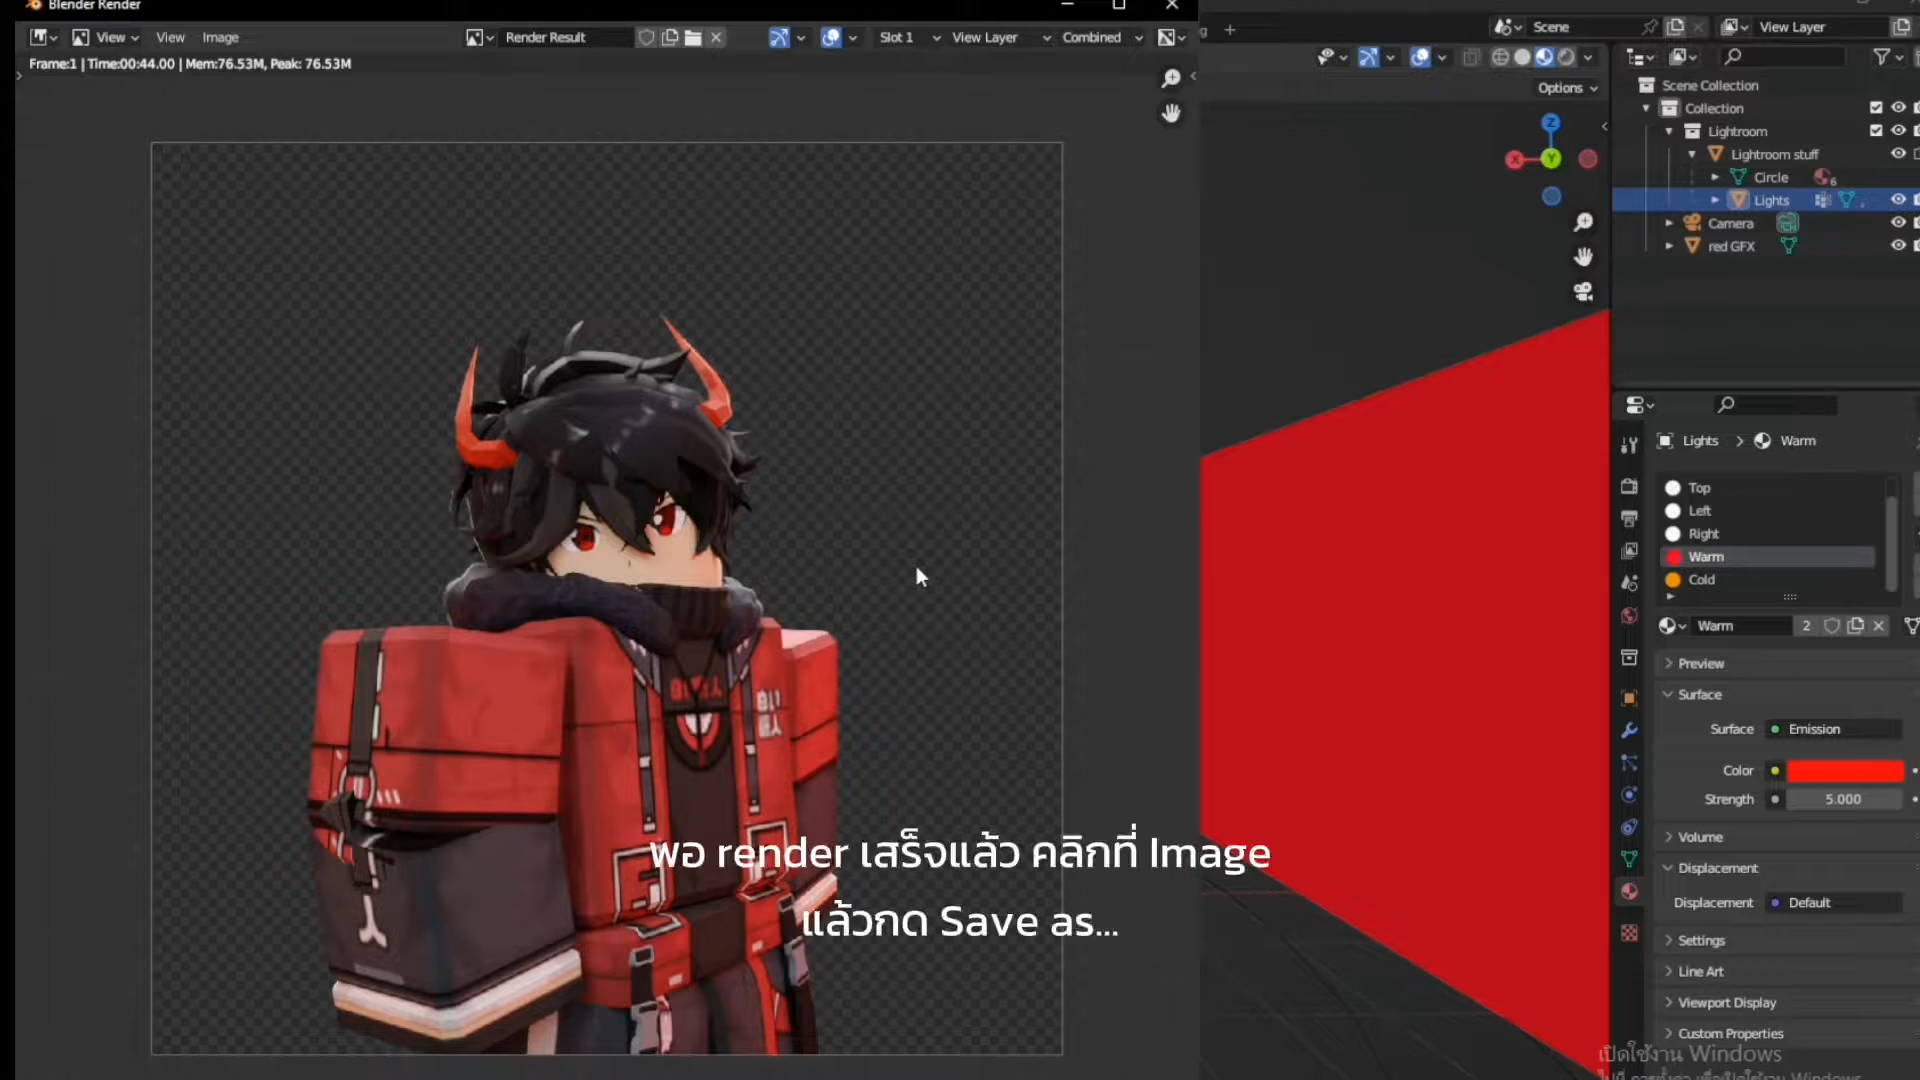 Blender Render
View
View
Image
Render Result
Slot 1
View Layer
Combined
Scene
View Layer
Frame:1 | Time:00:44.00 | Mem:76.53M, Peak: 76.53M
Options
Z
X
Y
Scene Collection
Collection
Lightroom
Lightroom stuff
Circle
6
Lights
Camera
red GFX
Lights > Warm
Top
Left
Right
Warm
Cold
Warm 2
Preview
Surface
Surface Emission
Color
Strength 5.000
Volume
Displacement
Displacement Default
Settings
Line Art
Viewport Display
Custom Properties
พอ render เสร็จแล้ว คลิกที่ Image
แล้วกด Save as...
เปิดใช้งาน Windows